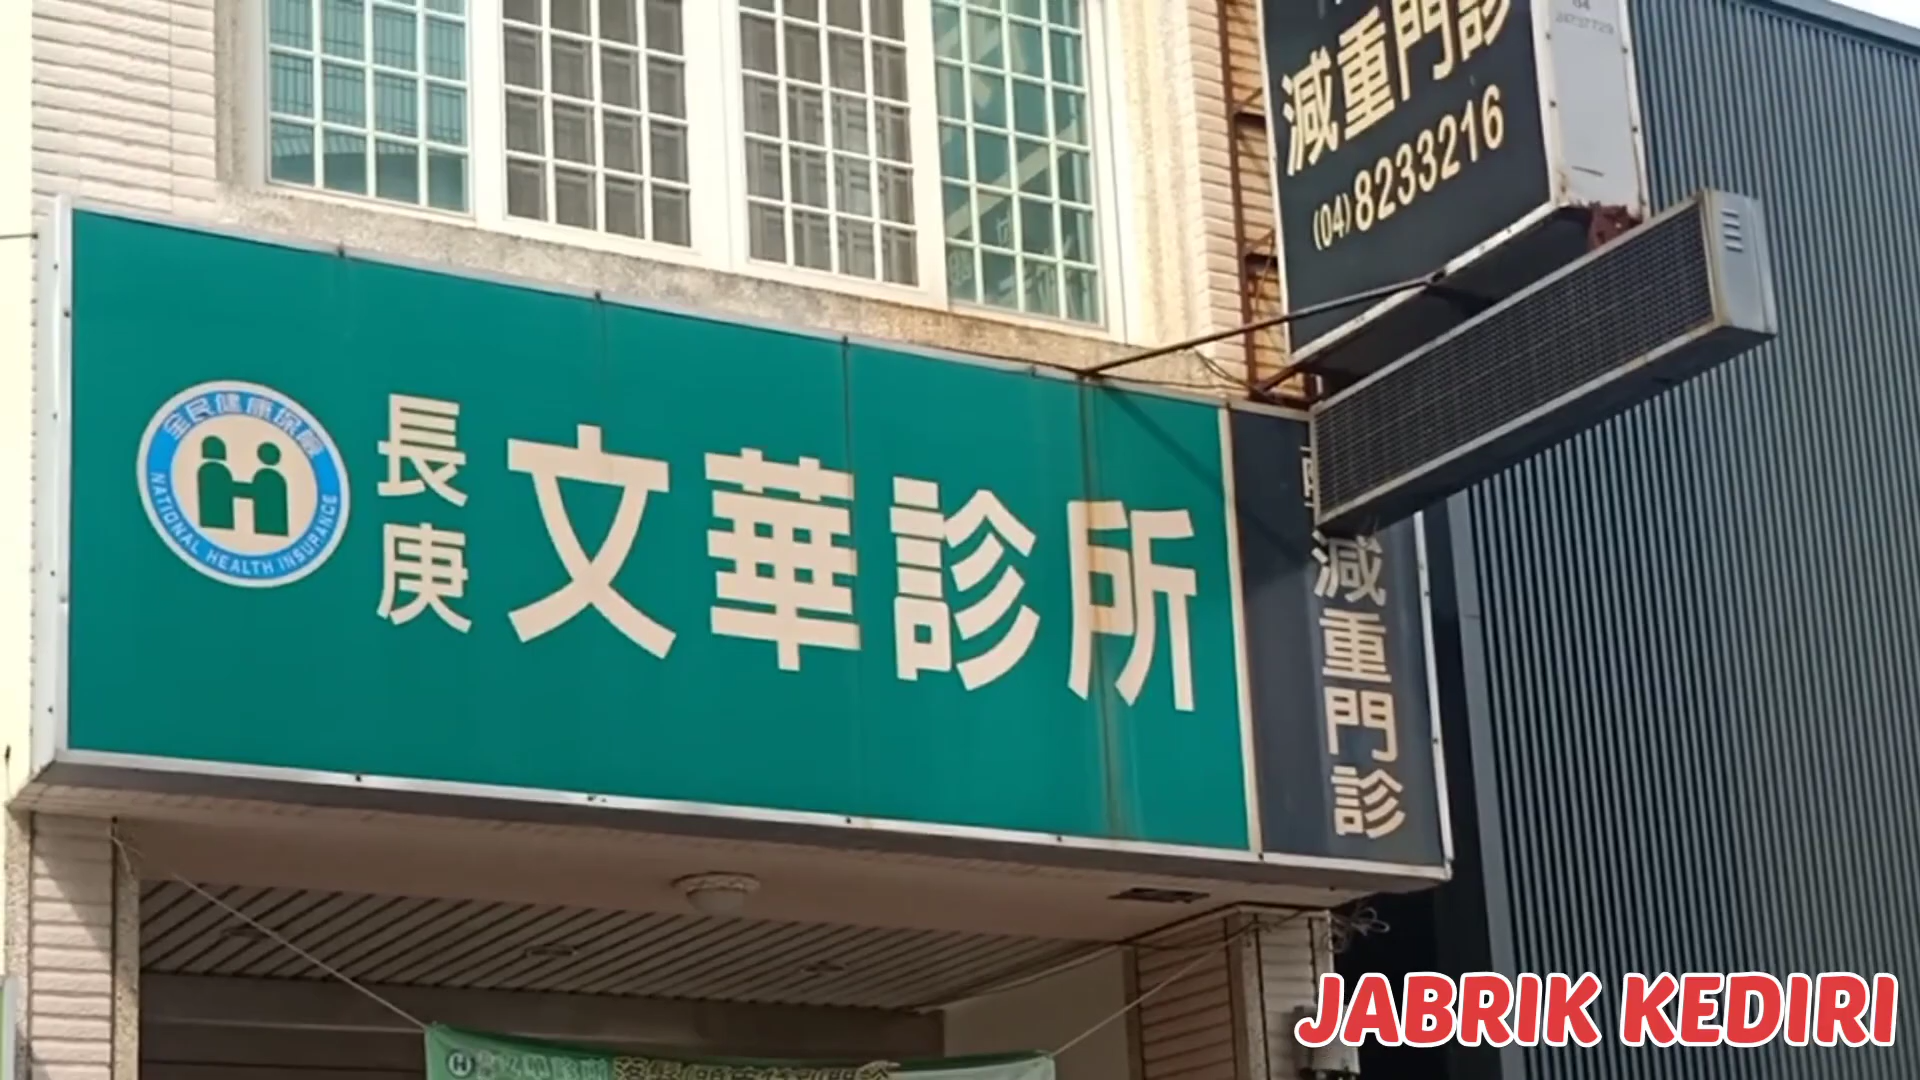 減重門診
(04)8233216
全民健康保險
NATIONAL HEALTH INSURANCE
長庚
文華診所
減重門診
JABRIK KEDIRI